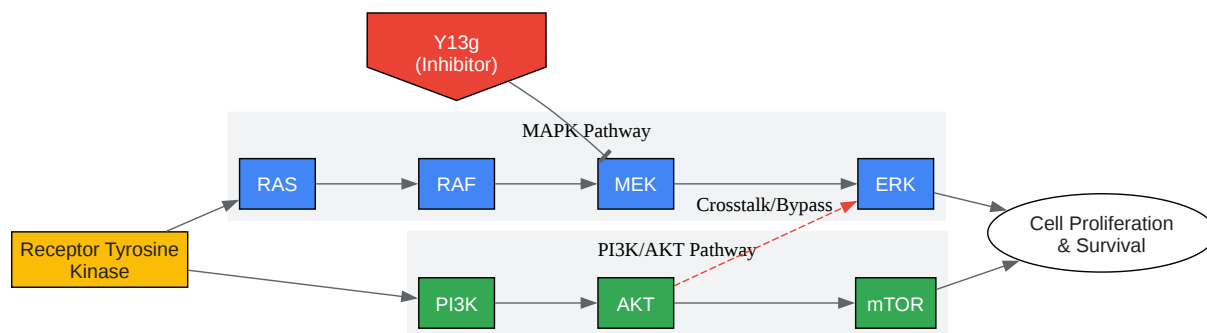 Y13g
(Inhibitor)
MAPK Pathway
RAS
RAF
MEK
ERK
Crosstalk/Bypass
Receptor Tyrosine
Kinase
Cell Proliferation
& Survival
PI3K/AKT Pathway
PI3K
AKT
mTOR